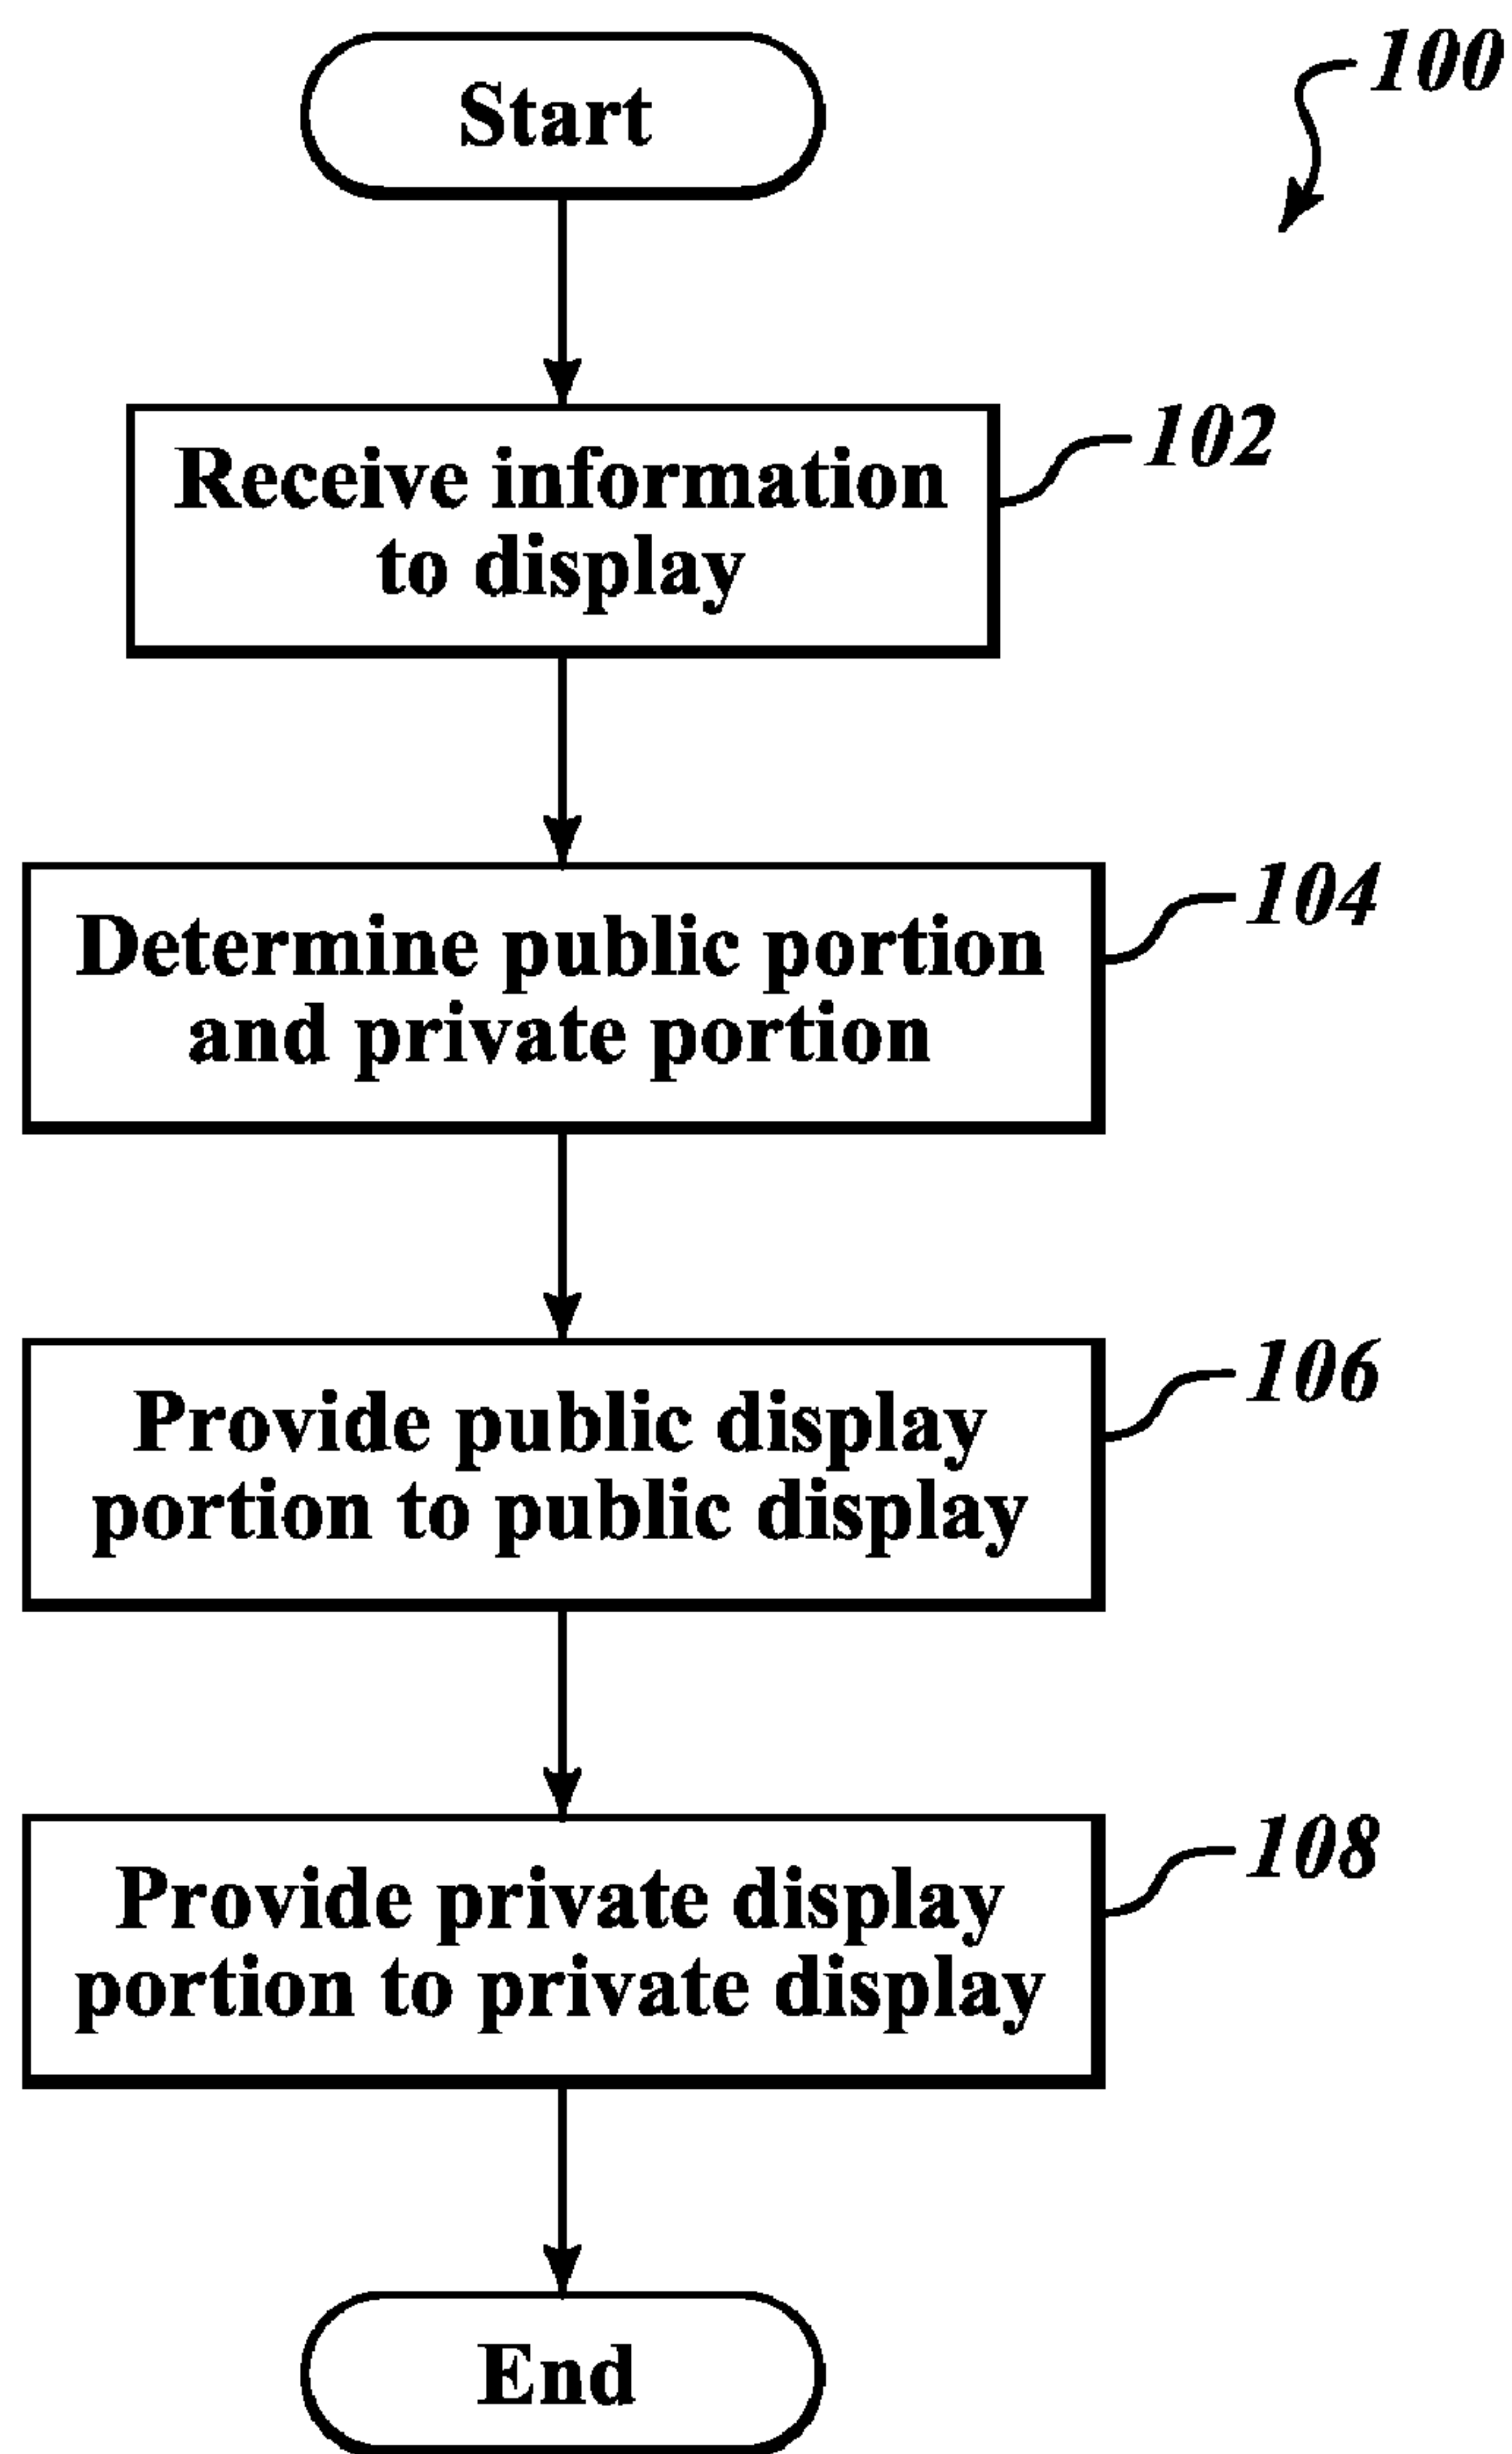 Start
100
Receive information
to display
102
Determine public portion
and private portion
104
Provide public display
portion to public display
106
Provide private display
portion to private display
108
End